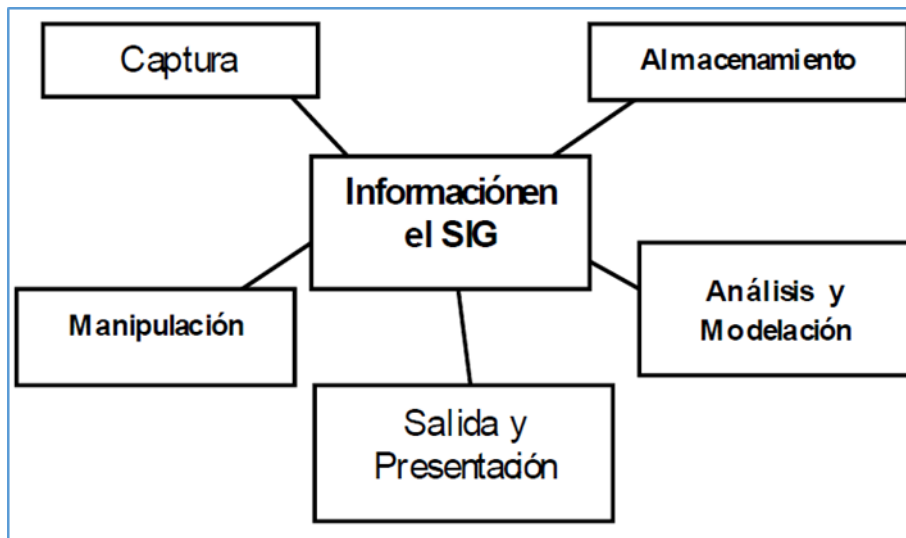 Captura
Almacenamiento
Informaciónen
el SIG
Manipulación
Análisis y
Modelación
Salida y
Presentación